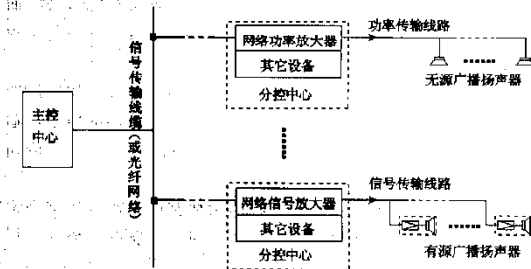 主控
中心
信号传输线缆(或光纤网络)
网络功率放大器
其它设备
分控中心
功率传输线路
无源广播扬声器
网络信号放大器
其它设备
分控中心
信号传输线路
有源广播扬声器